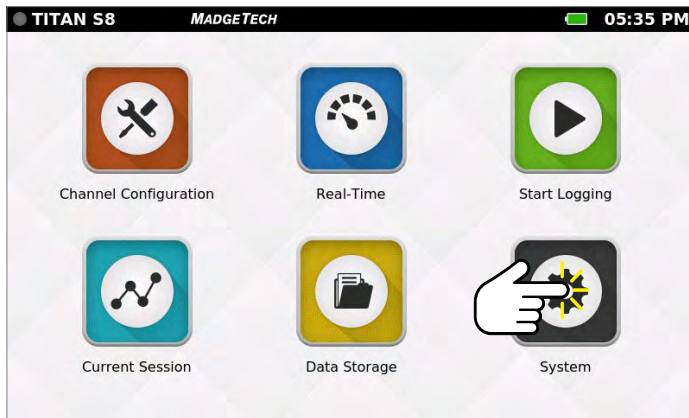 TITAN S8 MADGETECH 05:35 PM
Channel Configuration Real-Time Start Logging
Current Session Data Storage System